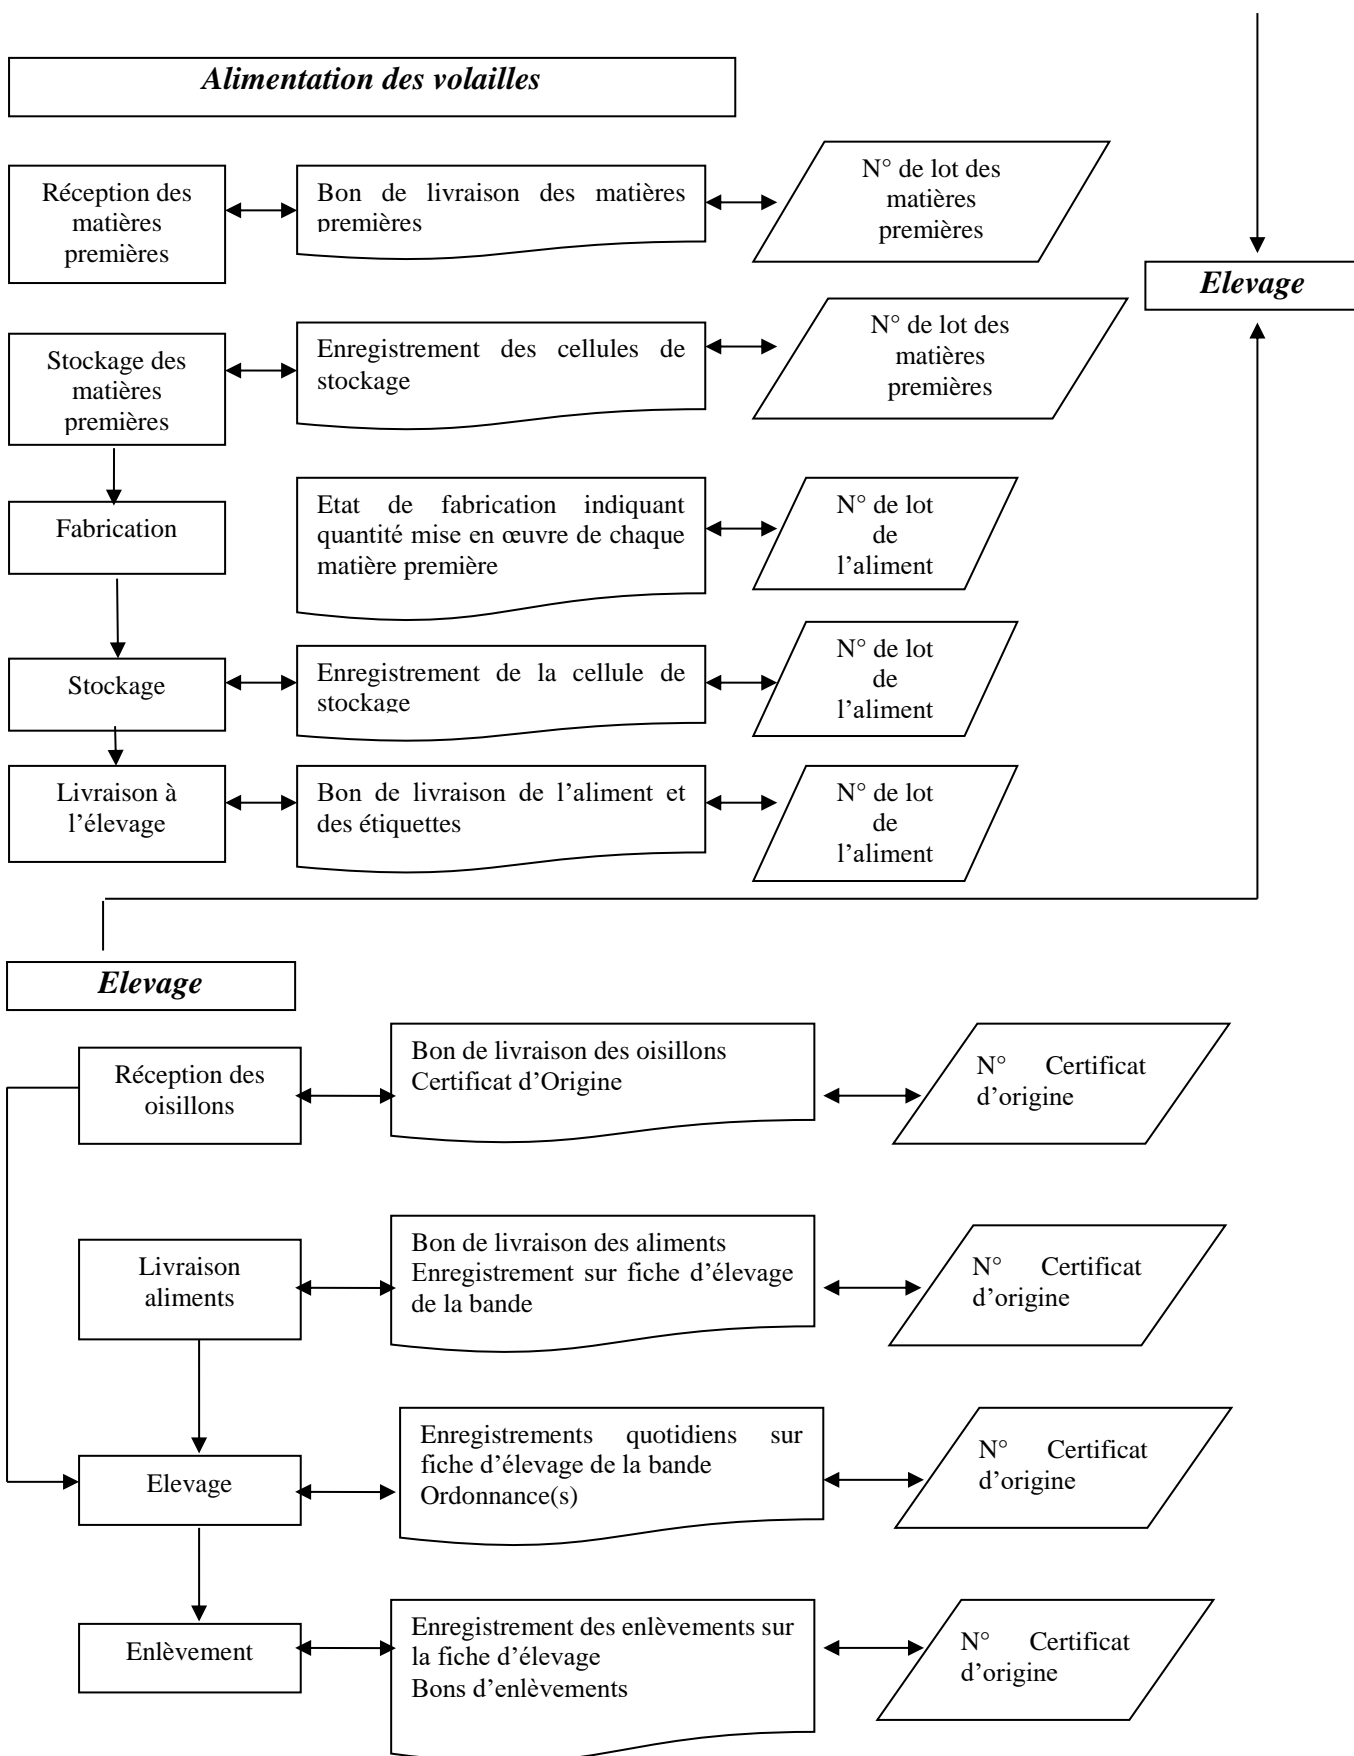 Alimentation des volailles
Réception des
matières
premières
Bon de livraison des matières
premières
N° de lot des
matières
premières
Elevage
Stockage des
matières
premières
Enregistrement des cellules de
stockage
N° de lot des
matières
premières
Fabrication
Etat de fabrication indiquant
quantité mise en œuvre de chaque
matière première
N° de lot
de
l’aliment
Stockage
Enregistrement de la cellule de
stockage
N° de lot
de
l’aliment
Livraison à
l’élevage
Bon de livraison de l’aliment et
des étiquettes
N° de lot
de
l’aliment
Elevage
Réception des
oisillons
Bon de livraison des oisillons
Certificat d’Origine
N° Certificat
d’origine
Livraison
aliments
Bon de livraison des aliments
Enregistrement sur fiche d’élevage
de la bande
N° Certificat
d’origine
Elevage
Enregistrements quotidiens sur
fiche d’élevage de la bande
Ordonnance(s)
N° Certificat
d’origine
Enlèvement
Enregistrement des enlèvements sur
la fiche d’élevage
Bons d’enlèvements
N° Certificat
d’origine